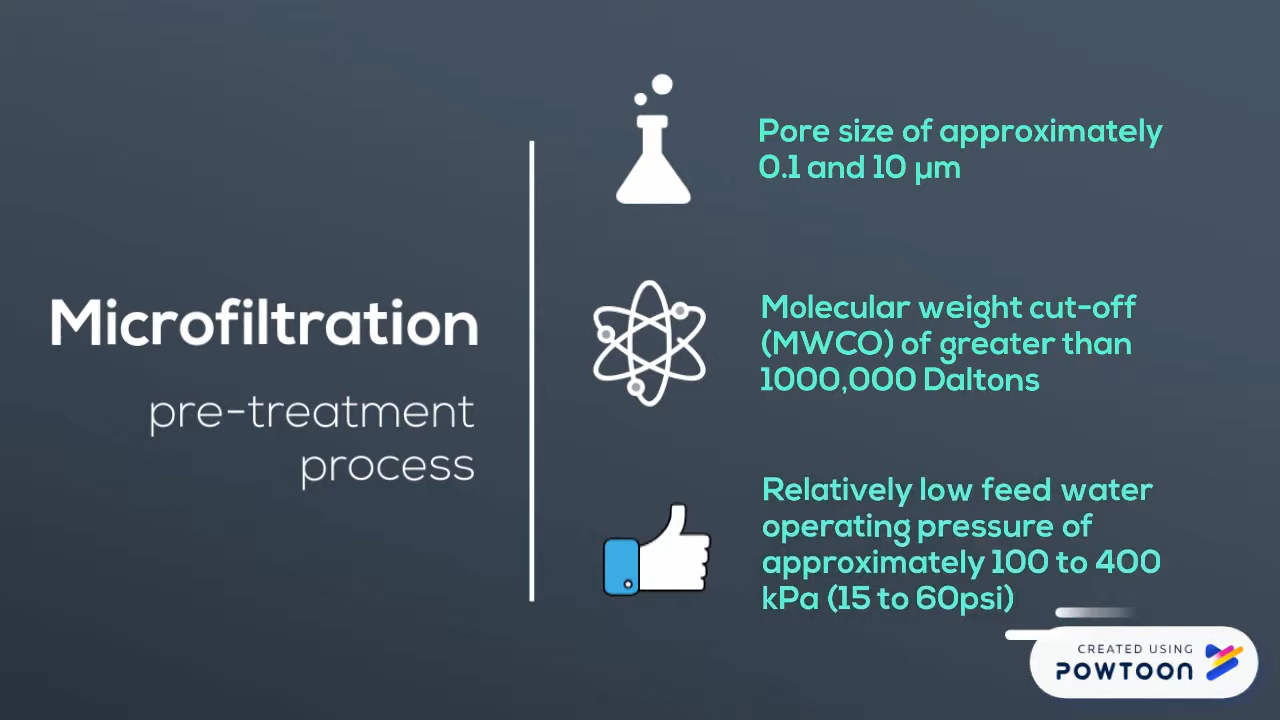 Microfiltration
pre-treatment
process
Pore size of approximately
0.1 and 10 µm
Molecular weight cut-off
(MWCO) of greater than
1000,000 Daltons
Relatively low feed water
operating pressure of
approximately 100 to 400
kPa (15 to 60psi)
CREATED USING
POWTOON